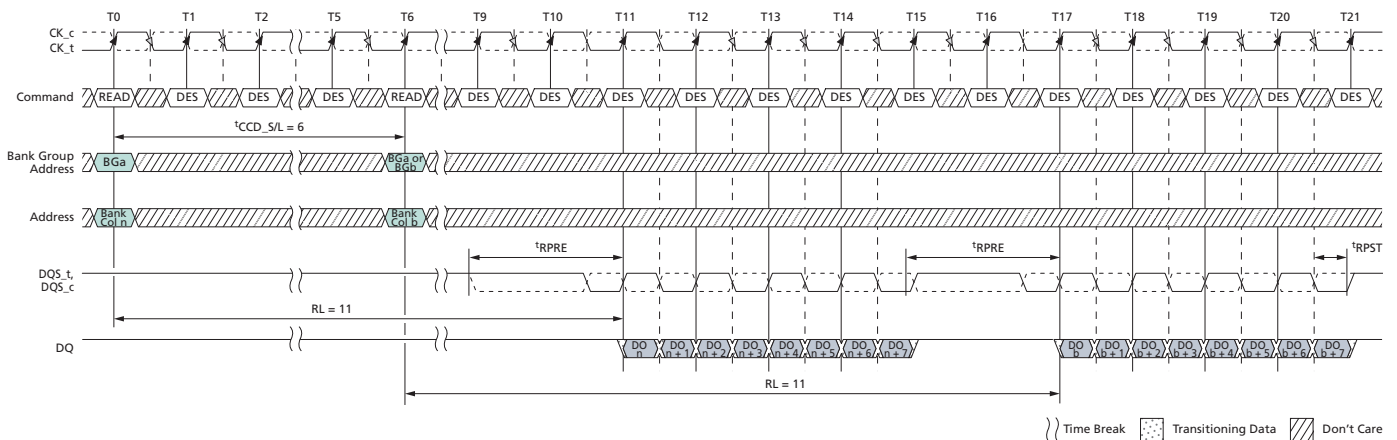 T0 T1 T2 T5 T6 T9 T10 T11 T12 T13 T14 T15 T16 T17 T18 T19 T20 T21
CK_c
CK_t
Command READ DES DES DES READ DES DES DES DES DES DES DES DES DES DES DES DES DES
tCCD_S/L = 6
Bank Group
Address
BGa
BGa or
BGb
Address
Bank
Col n
Bank
Col b
tRPRE tRPRE tRPST
DQS_t,
DQS_c
RL = 11
DQ
DO
n
DO
n + 1
DO
n + 2
DO
n + 3
DO
n + 4
DO
n + 5
DO
n + 6
DO
n + 7
DO
b
DO
b + 1
DO
b + 2
DO
b + 3
DO
b + 4
DO
b + 5
DO
b + 6
DO
b + 7
RL = 11
Time Break Transitioning Data Don't Care